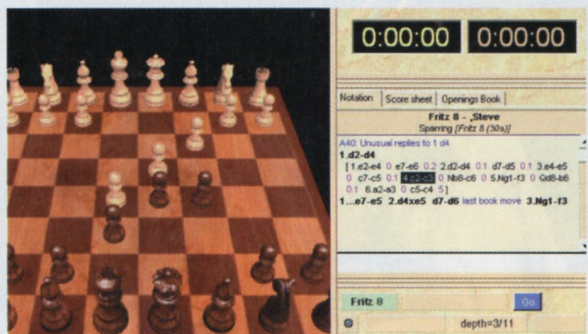 0:00:00 0:00:00
Notation Score sheet Openings Book
Fritz 8 - ,Steve
Sparring [Fritz 8 (30s)]
A40: Unusual replies to 1 d4
1.d2-d4
[ 1.e2-e4 0 e7-e6 0.2 2.d2-d4 0.1 d7-d5 0.1 3.e4-e5
0 c7-c5 0.1 4.c2-c3 0 Nb8-c6 0 5.Ng1-f3 0 Qd8-b6
0.1 6.a2-a3 0 c5-c4 5 ]
1...e7-e5 2.d4xe5 d7-d6 last book move 3.Ng1-f3
Fritz 8 Go
depth=3/11